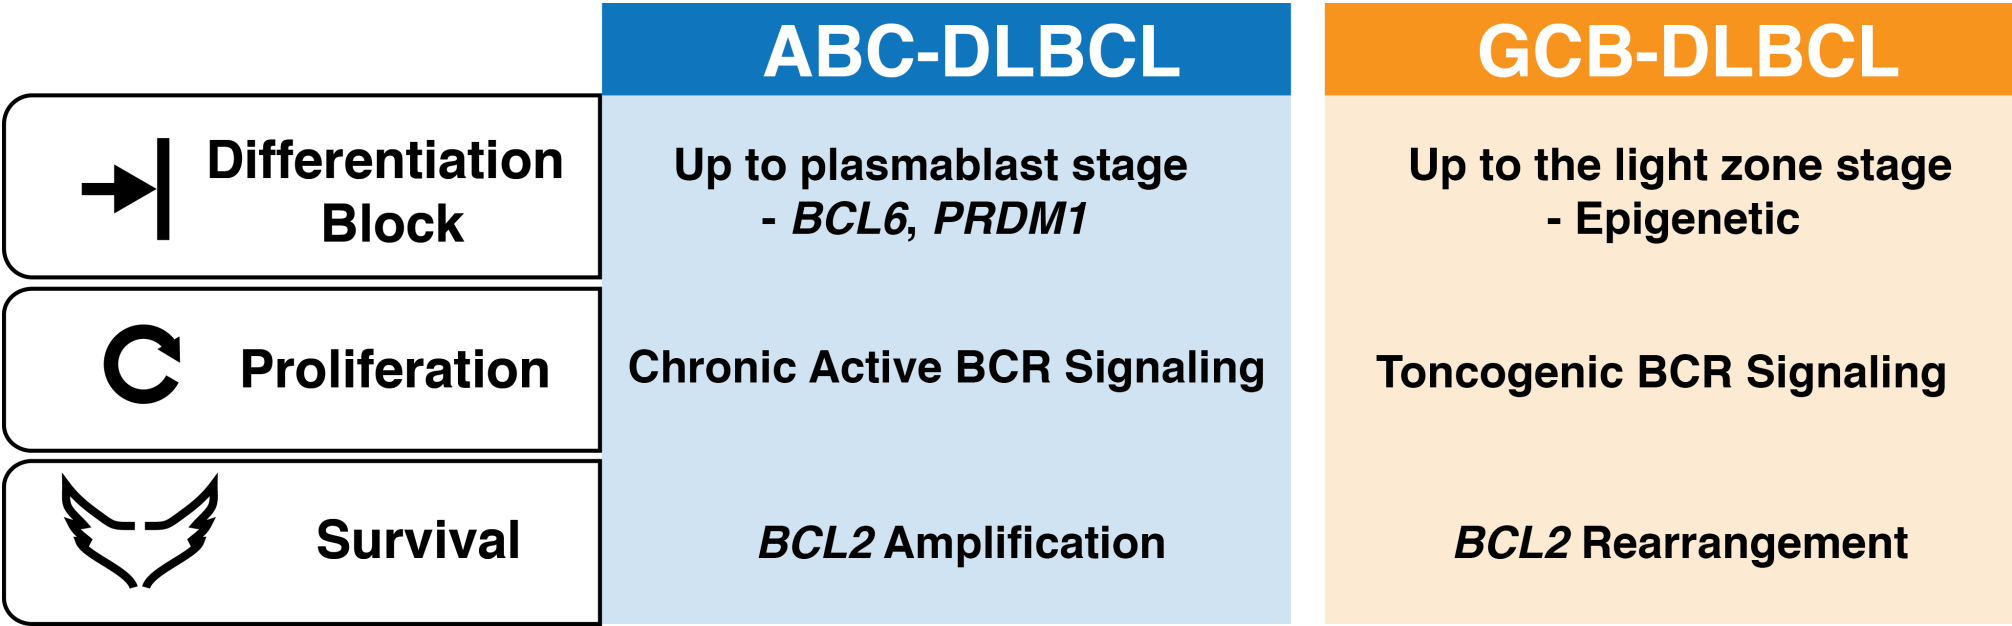 ABC-DLBCL
GCB-DLBCL
Differentiation
Block
Up to plasmablast stage
- BCL6, PRDM1
Up to the light zone stage
- Epigenetic
Proliferation
Chronic Active BCR Signaling
Toncogenic BCR Signaling
Survival
BCL2 Amplification
BCL2 Rearrangement